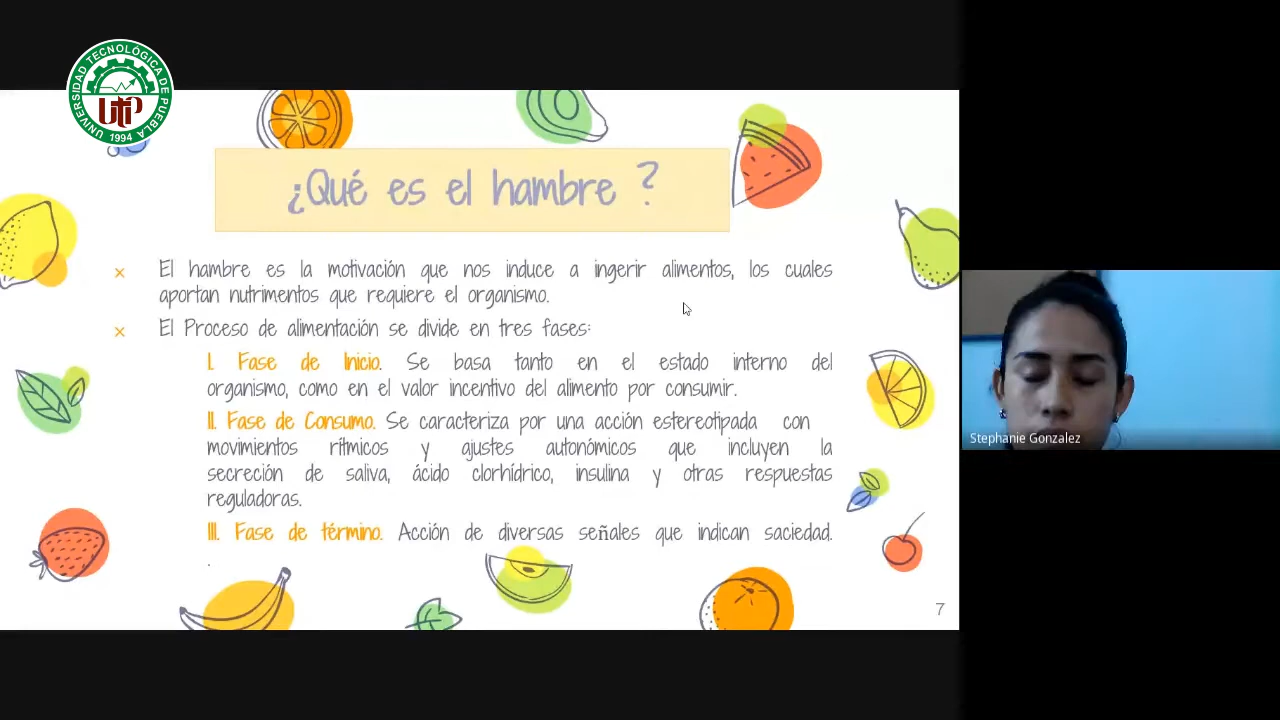 UNIVERSIDAD TECNOLÓGICA DE PUEBLA
UTP
1994
¿Qué es el hambre ?
x El hambre es la motivación que nos induce a ingerir alimentos, los cuales
aportan nutrimentos que requiere el organismo.
x El Proceso de alimentación se divide en tres fases:
I. Fase de Inicio. Se basa tanto en el estado interno del
organismo, como en el valor incentivo del alimento por consumir.
II. Fase de Consumo. Se caracteriza por una acción estereotipada con
movimientos rítmicos y ajustes autonómicos que incluyen la
secreción de saliva, ácido clorhídrico, insulina y otras respuestas
reguladoras.
III. Fase de término. Acción de diversas señales que indican saciedad.
.
7
Stephanie Gonzalez